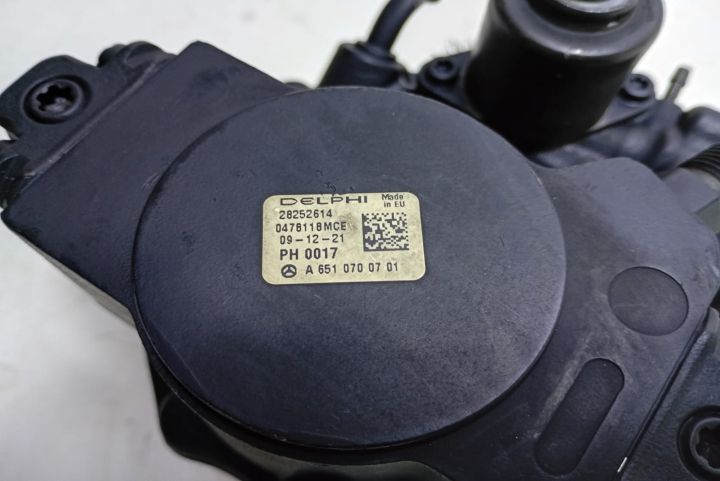 DELPHI Made in EU
28252614
0478118MCE
09-12-21
PH 0017
A 651 070 07 01